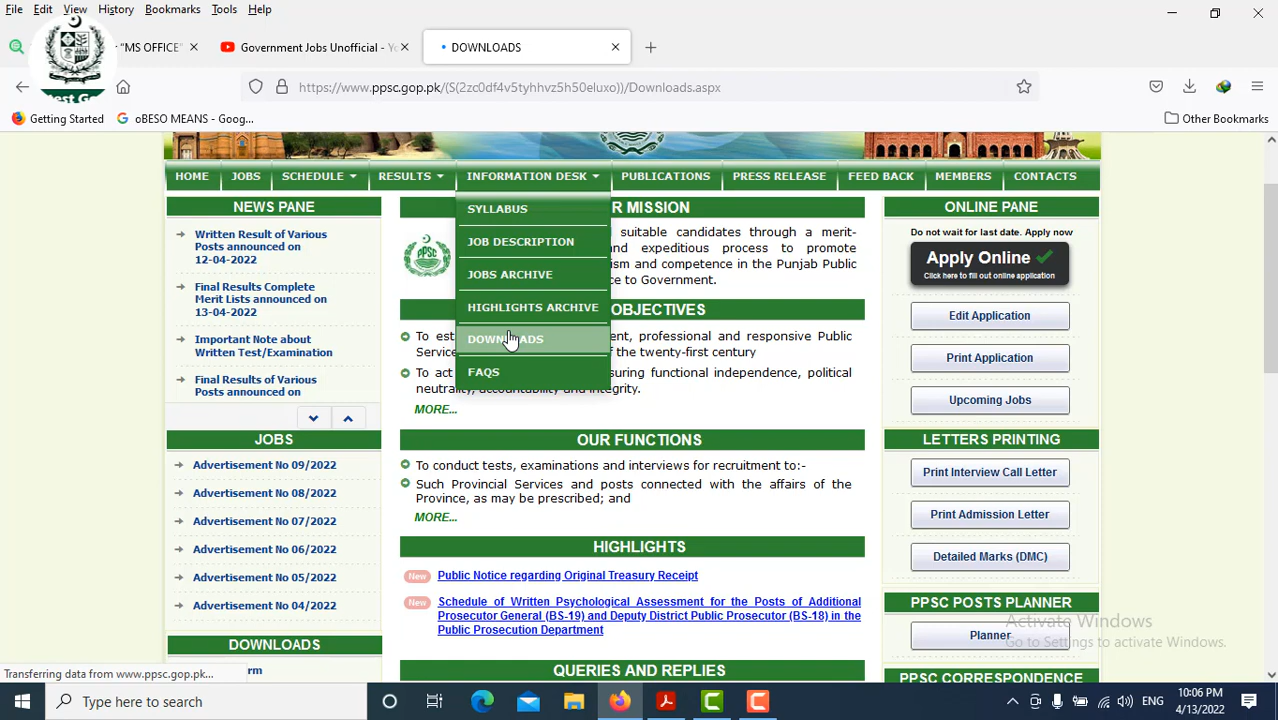 File Edit View History Bookmarks Tools Help
"MS OFFICE"
Government Jobs Unofficial - Yo
DOWNLOADS
https://www.ppsc.gop.pk/(S(2zc0df4v5tyhhvz5h50eluxo))/Downloads.aspx
Getting Started
oBESO MEANS - Goog...
Other Bookmarks
HOME JOBS SCHEDULE RESULTS INFORMATION DESK PUBLICATIONS PRESS RELEASE FEED BACK MEMBERS CONTACTS
SYLLABUS
JOB DESCRIPTION
JOBS ARCHIVE
HIGHLIGHTS ARCHIVE
DOWNLOADS
FAQS
NEWS PANE
Written Result of Various
Posts announced on
12-04-2022
Final Results Complete
Merit Lists announced on
13-04-2022
Important Note about
Written Test/Examination
Final Results of Various
Posts announced on
JOBS
Advertisement No 09/2022
Advertisement No 08/2022
Advertisement No 07/2022
Advertisement No 06/2022
Advertisement No 05/2022
Advertisement No 04/2022
DOWNLOADS
rm
R MISSION
PPSC
suitable candidates through a merit-
and expeditious process to promote
ism and competence in the Punjab Public
ce to Government.
OBJECTIVES
To est ent, professional and responsive Public
Servic f the twenty-first century
To act suring functional independence, political
neutrality, accountability and integrity.
MORE...
OUR FUNCTIONS
To conduct tests, examinations and interviews for recruitment to:-
Such Provincial Services and posts connected with the affairs of the
Province, as may be prescribed; and
MORE...
HIGHLIGHTS
New Public Notice regarding Original Treasury Receipt
New Schedule of Written Psychological Assessment for the Posts of Additional
Prosecutor General (BS-19) and Deputy District Public Prosecutor (BS-18) in the
Public Prosecution Department
QUERIES AND REPLIES
ONLINE PANE
Do not wait for last date. Apply now
Apply Online
Click here to fill out online application
Edit Application
Print Application
Upcoming Jobs
LETTERS PRINTING
Print Interview Call Letter
Print Admission Letter
Detailed Marks (DMC)
PPSC POSTS PLANNER
Planner
PPSC CORRESPONDENCE
Activate Windows
Go to Settings to activate Windows.
Transferring data from www.ppsc.gop.pk...
Type here to search
ENG
10:06 PM
4/13/2022